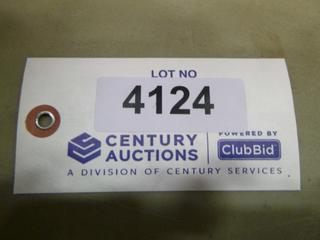 LOT NO
4124
CENTURY AUCTIONS
POWERED BY
ClubBid
A DIVISION OF CENTURY SERVICES